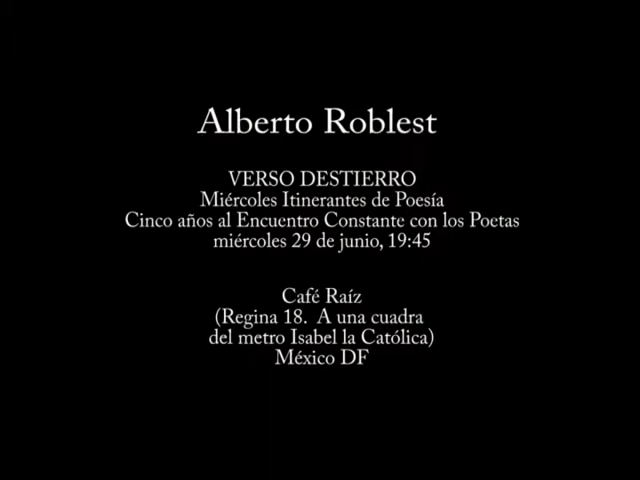 Alberto Roblest
VERSO DESTIERRO
Miércoles Itinerantes de Poesía
Cinco años al Encuentro Constante con los Poetas
miércoles 29 de junio, 19:45
Café Raíz
(Regina 18. A una cuadra
del metro Isabel la Católica)
México DF